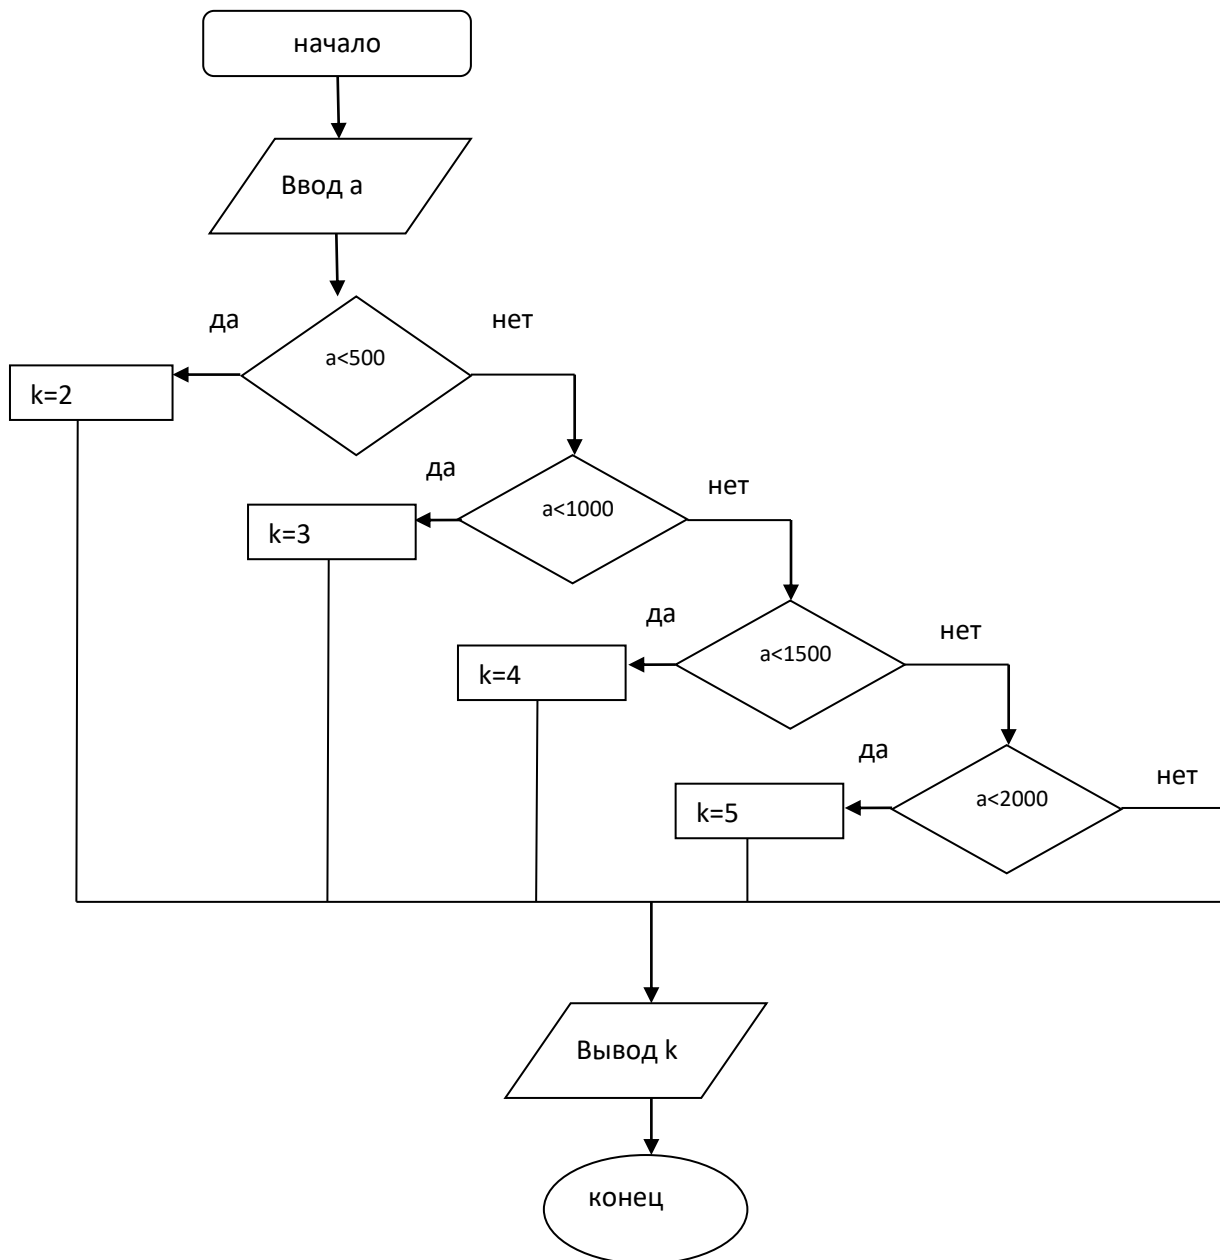 начало
Ввод a
да
нет
a<500
k=2
да
нет
a<1000
k=3
да
нет
a<1500
k=4
да
нет
a<2000
k=5
Вывод k
конец